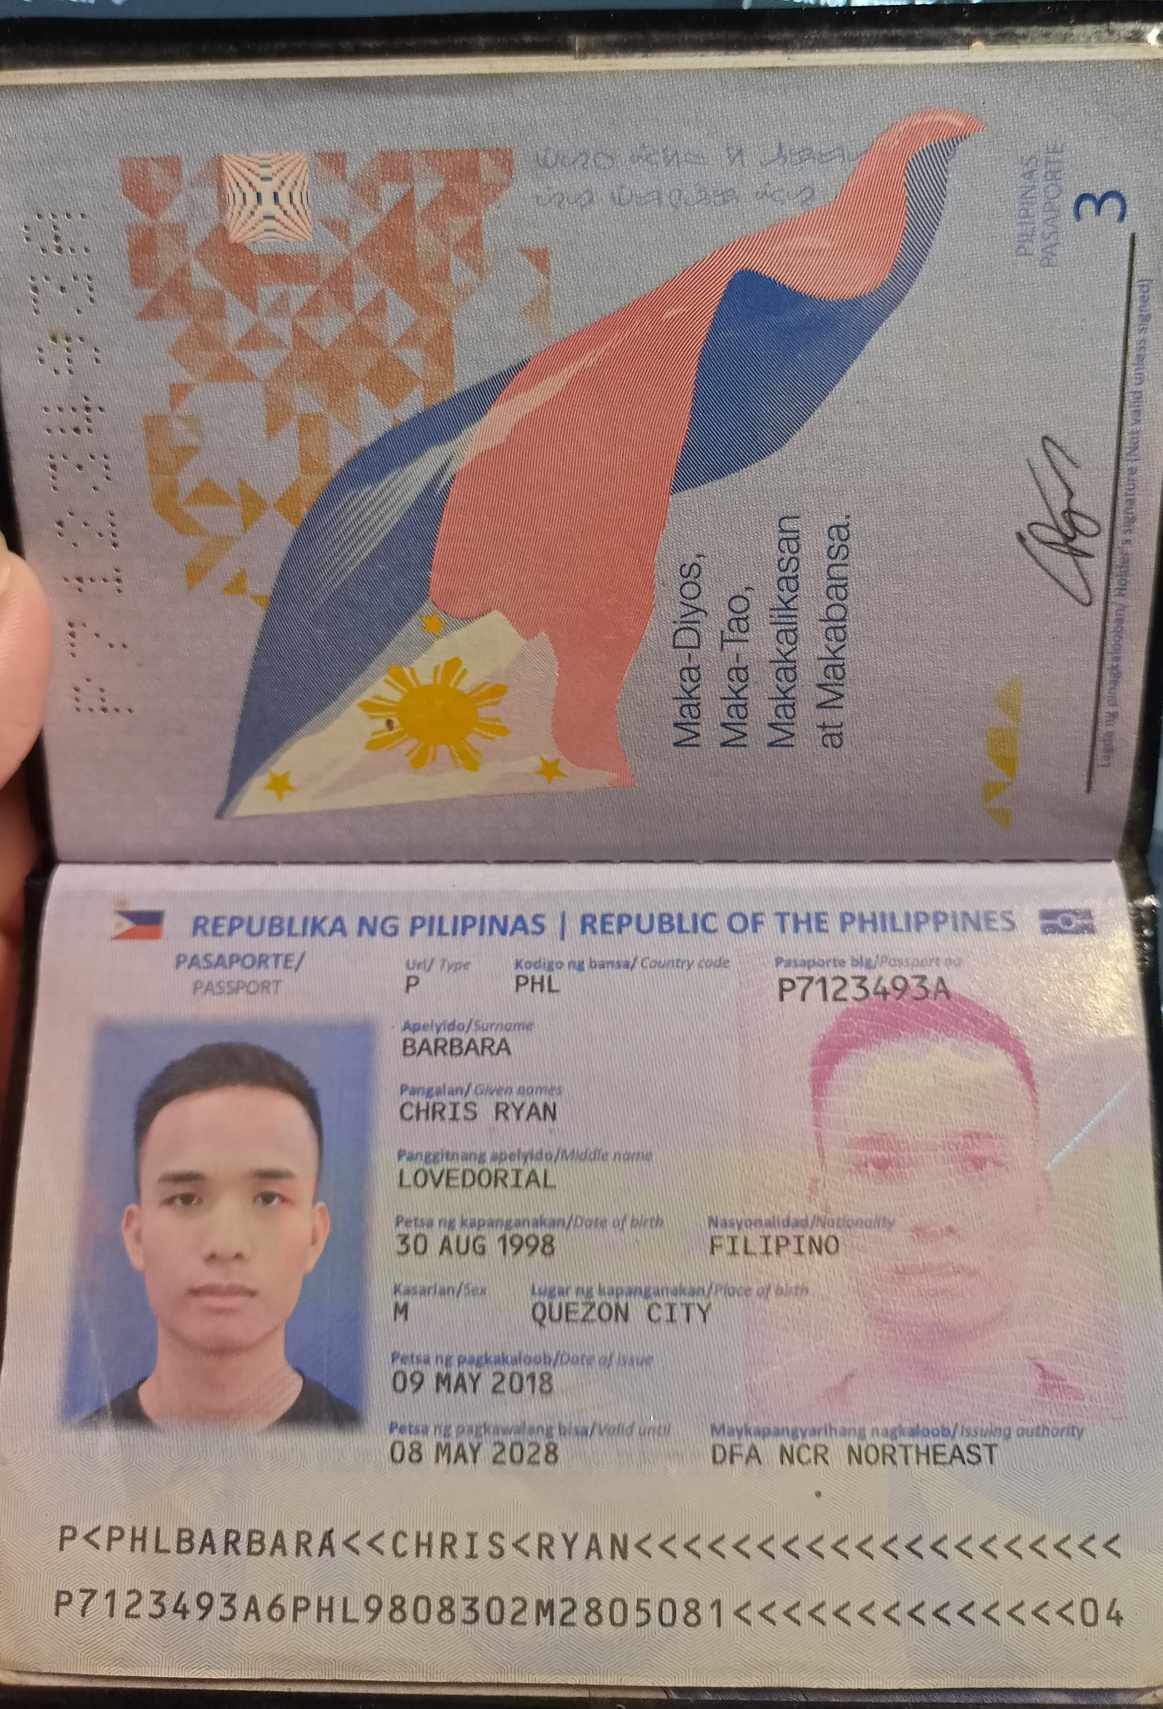 PILIPINAS
PASAPORTE
3
Maka-Diyos,
Maka-Tao,
Makakalikasan
at Makabansa.
Lagda ng pinagkalooban/ Holder's signature (Not valid unless signed)
P7123493A
REPUBLIKA NG PILIPINAS | REPUBLIC OF THE PHILIPPINES
PASAPORTE/
PASSPORT
Uri/ Type
P
Kodigo ng bansa/ Country code
PHL
Pasaporte blg/Passport no
P7123493A
Apelyido/Surname
BARBARA
Pangalan/ Given names
CHRIS RYAN
Panggitnang apelyido/Middle name
LOVEDORIAL
Petsa ng kapanganakan/Date of birth
30 AUG 1998
Nasyonalidad/Nationality
FILIPINO
Kasarian/Sex
M
Lugar ng kapanganakan/Place of birth
QUEZON CITY
Petsa ng pagkakaloob/Date of issue
09 MAY 2018
Petsa ng pagkawalang bisa/Valid until
08 MAY 2028
Maykapangyarihang nagkaloob/Issuing authority
DFA NCR NORTHEAST
P<PHLBARBARA<<CHRIS<RYAN<<<<<<<<<<<<<<<<<<<<
P7123493A6PHL9808302M2805081<<<<<<<<<<<<<<04